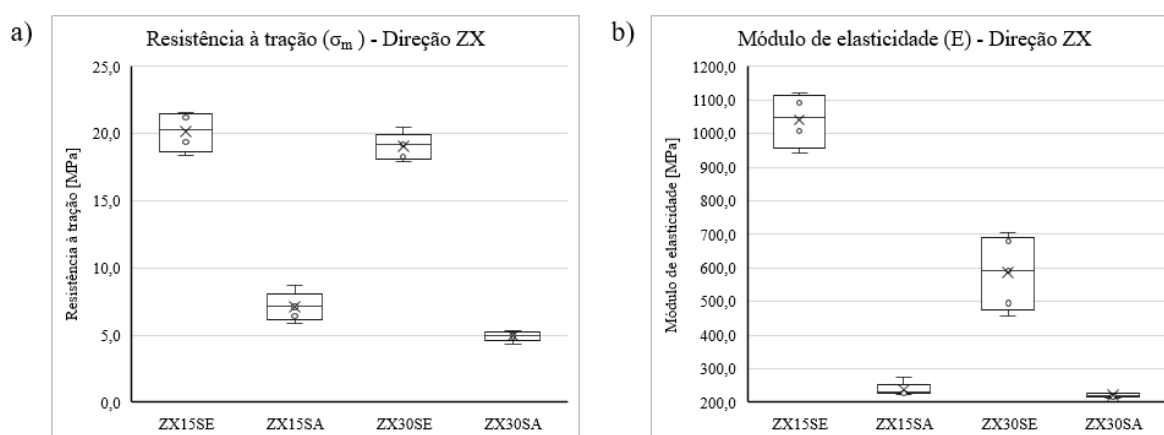 a)
Resistência à tração (σm) - Direção ZX
Resistência à tração [MPa]
25,0
20,0
15,0
10,0
5,0
0,0
ZX15SE ZX15SA ZX30SE ZX30SA
b)
Módulo de elasticidade (E) - Direção ZX
Módulo de elasticidade [MPa]
1200,0
1100,0
1000,0
900,0
800,0
700,0
600,0
500,0
400,0
300,0
200,0
ZX15SE ZX15SA ZX30SE ZX30SA